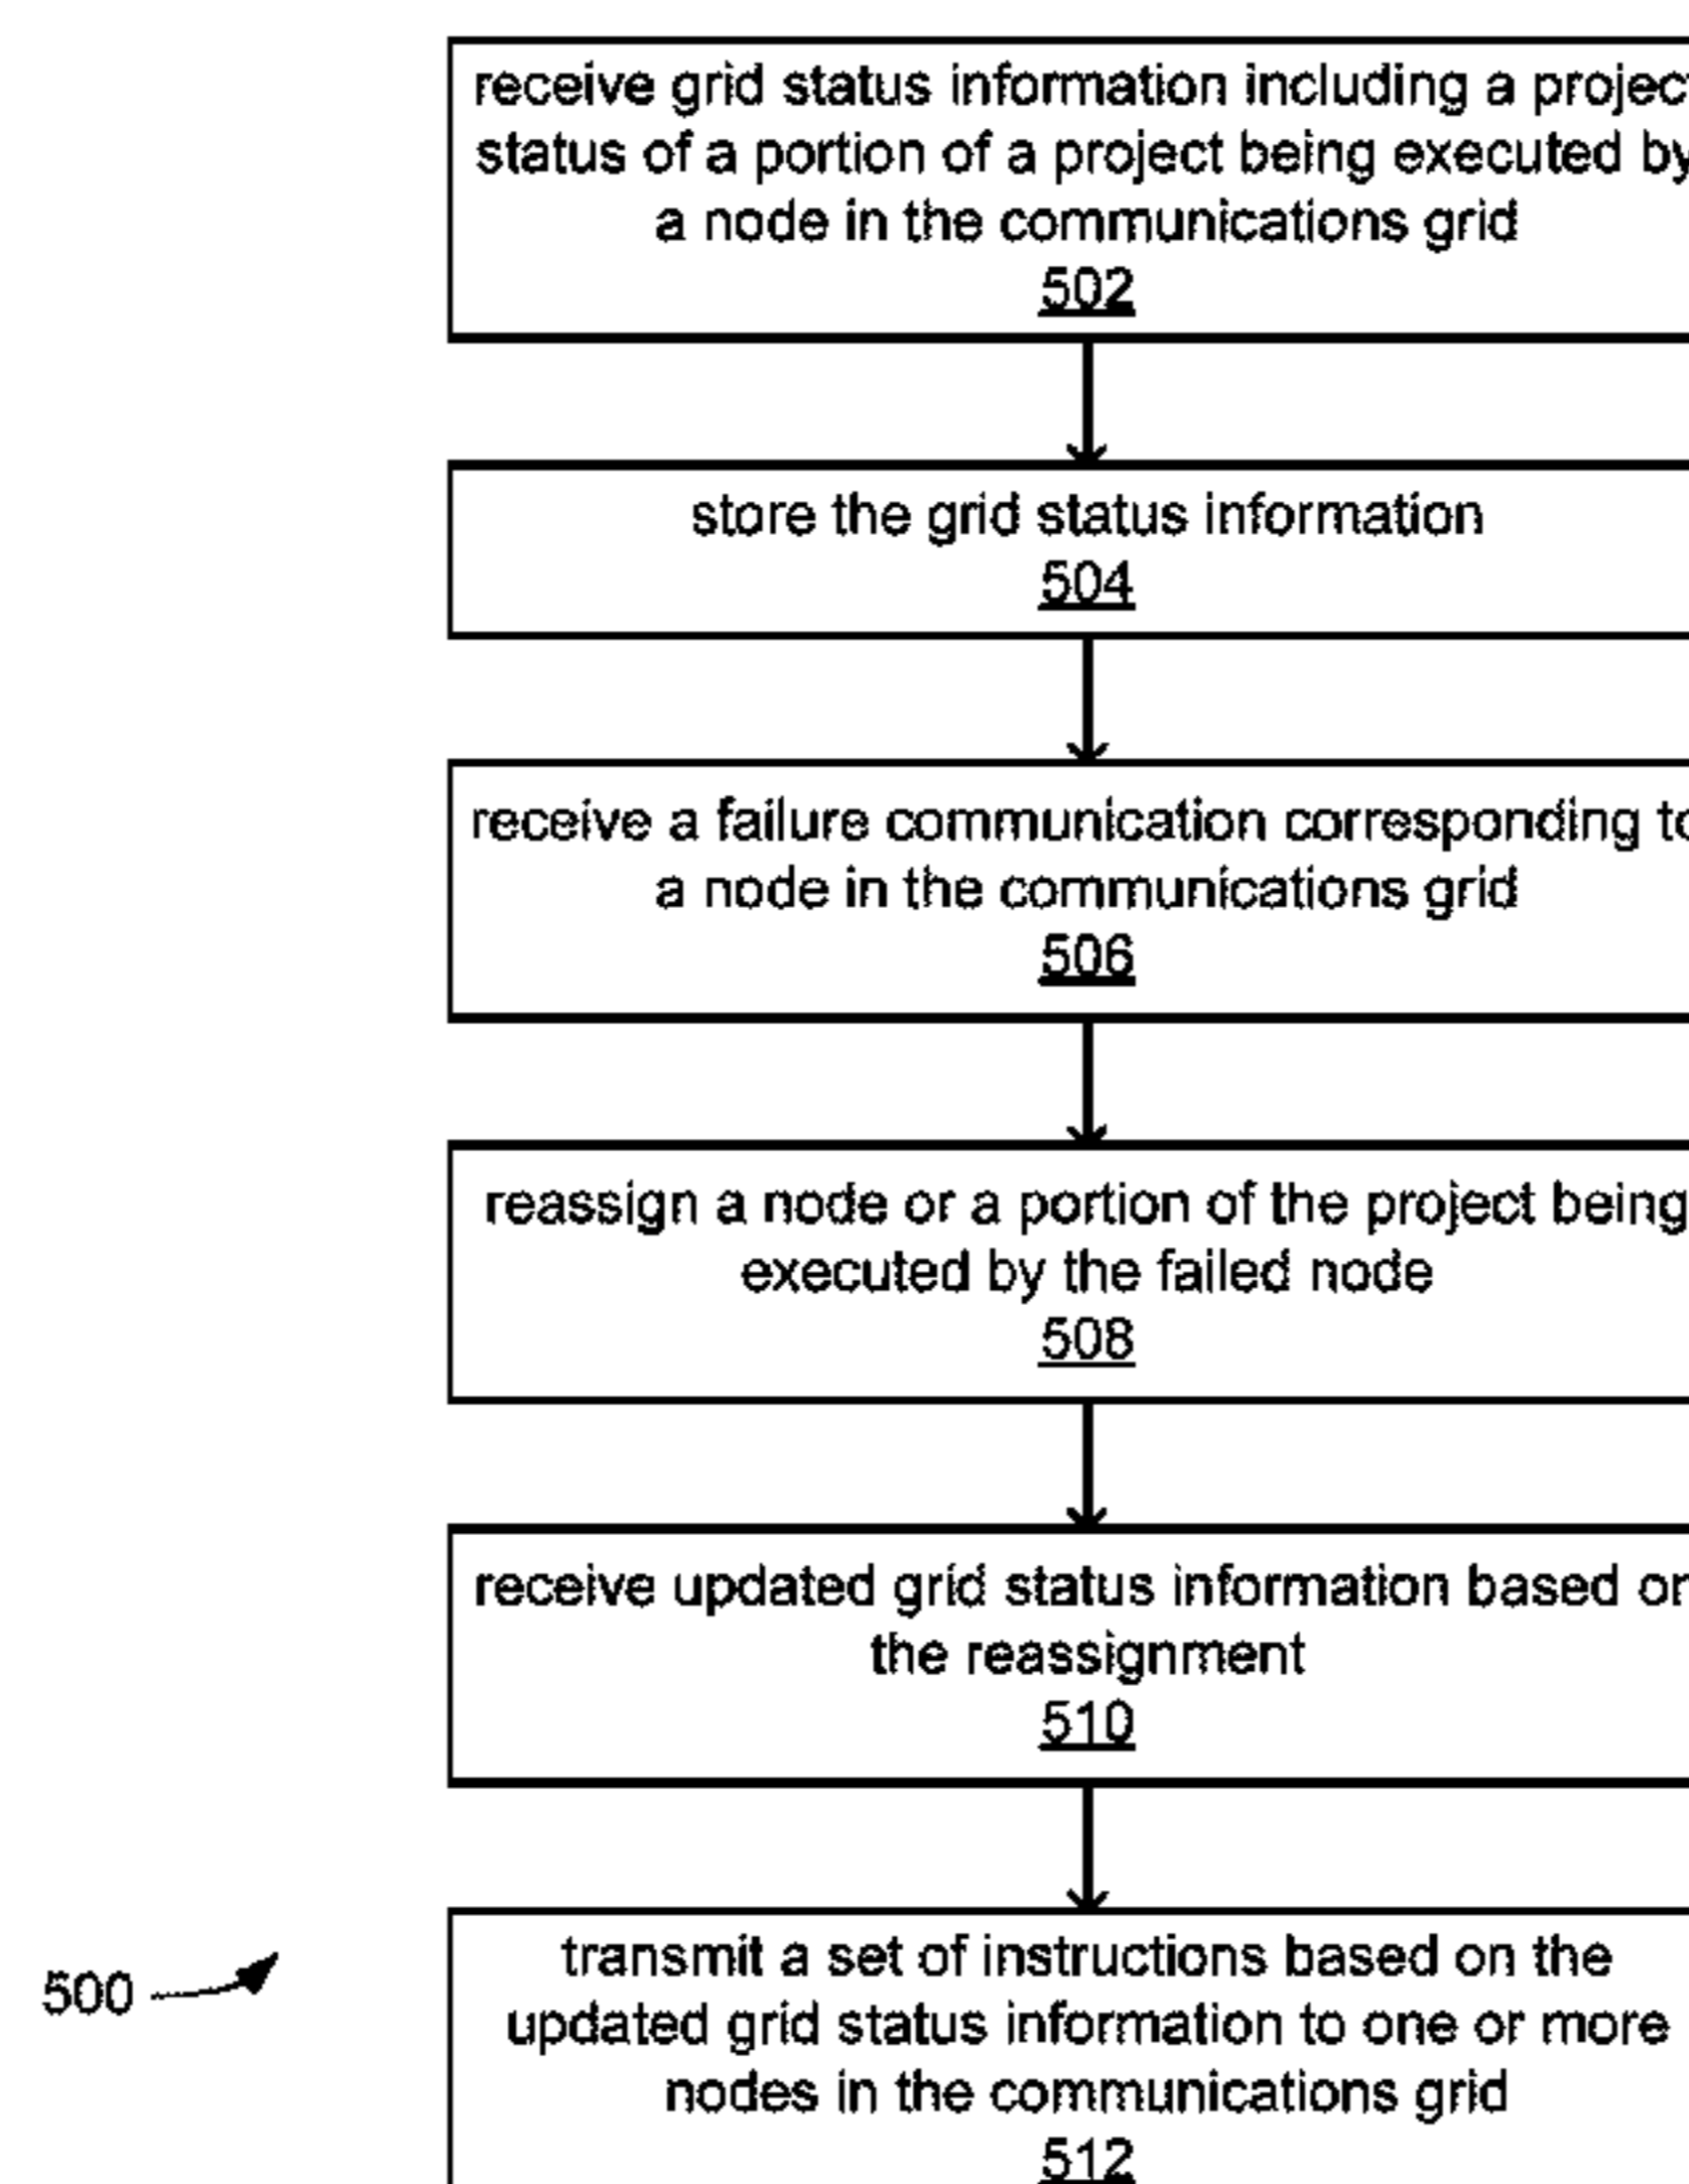 receive grid status information including a project
status of a portion of a project being executed by
a node in the communications grid
502
store the grid status information
504
receive a failure communication corresponding to
a node in the communications grid
506
reassign a node or a portion of the project being
executed by the failed node
508
receive updated grid status information based on
the reassignment
510
500
transmit a set of instructions based on the
updated grid status information to one or more
nodes in the communications grid
512